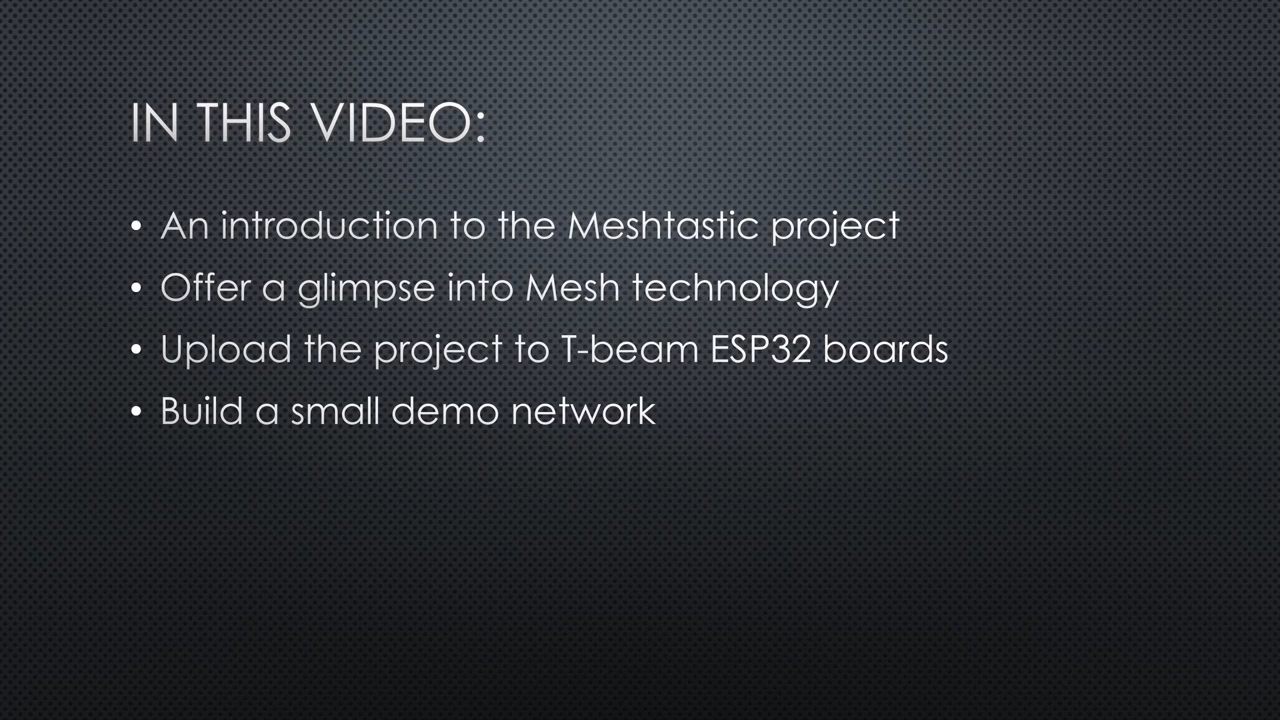 IN THIS VIDEO:
• An introduction to the Meshtastic project
• Offer a glimpse into Mesh technology
• Upload the project to T-beam ESP32 boards
• Build a small demo network